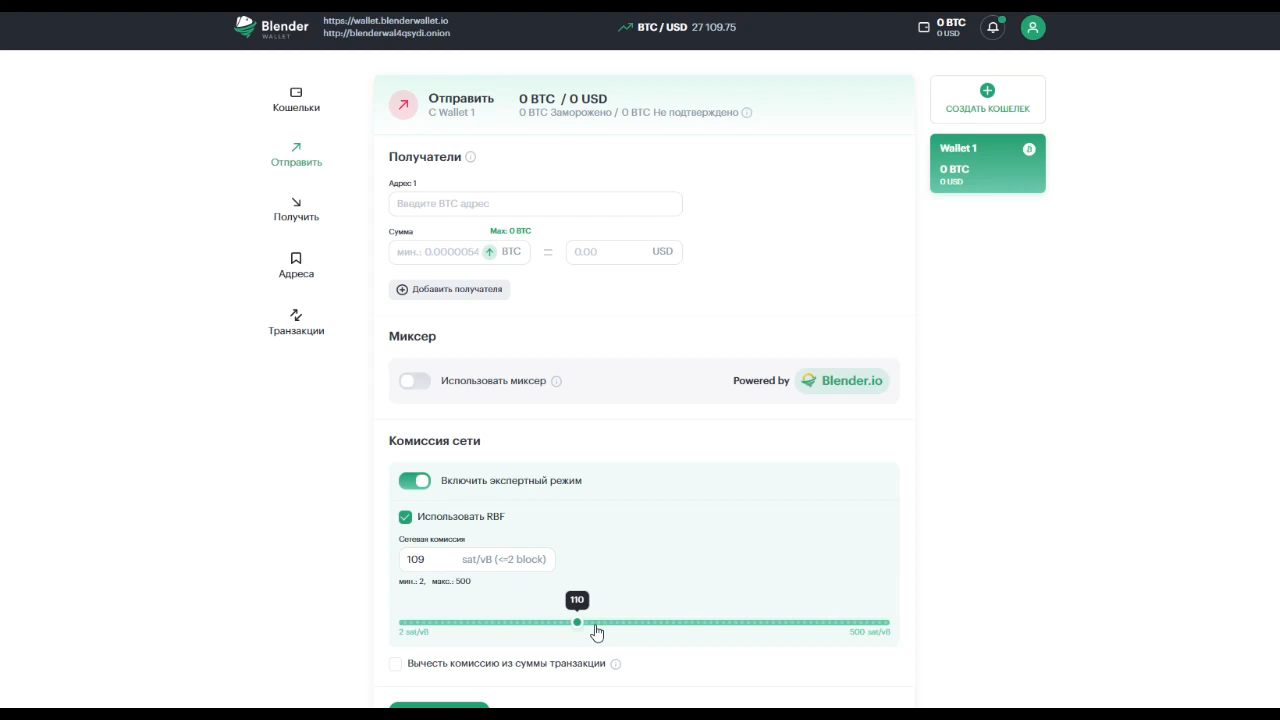 Blender
WALLET
https://wallet.blenderwallet.io
http://blenderwal4qsydi.onion
BTC / USD 27 109.75
0 BTC
0 USD
Кошельки
Отправить
Получить
Адреса
Транзакции
Отправить
С Wallet 1
0 BTC / 0 USD
0 BTC Заморожено / 0 BTC Не подтверждено
Получатели
Адрес 1
Введите BTC адрес
Сумма Max: 0 BTC
мин.: 0.0000054 BTC = 0.00 USD
Добавить получателя
Миксер
Использовать миксер Powered by Blender.io
Комиссия сети
Включить экспертный режим
Использовать RBF
Сетевая комиссия
109 sat/vB (<=2 block)
мин.: 2, макс.: 500
110
2 sat/vB 500 sat/vB
Вычесть комиссию из суммы транзакции
СОЗДАТЬ КОШЕЛЕК
Wallet 1
0 BTC
0 USD